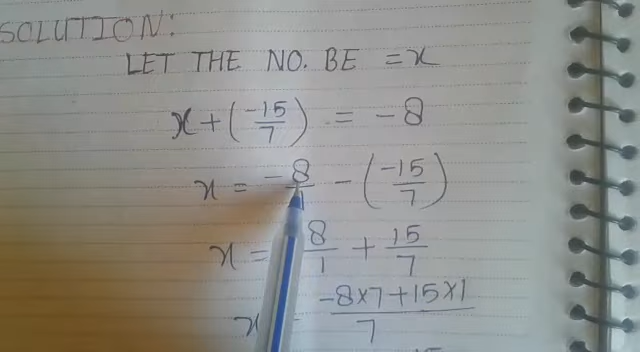 SOLUTION:
LET THE NO. BE = x
x + (-15/7) = -8
x = -8/1 - (-15/7)
x = 8/1 + 15/7
x -8×7+15×1/7